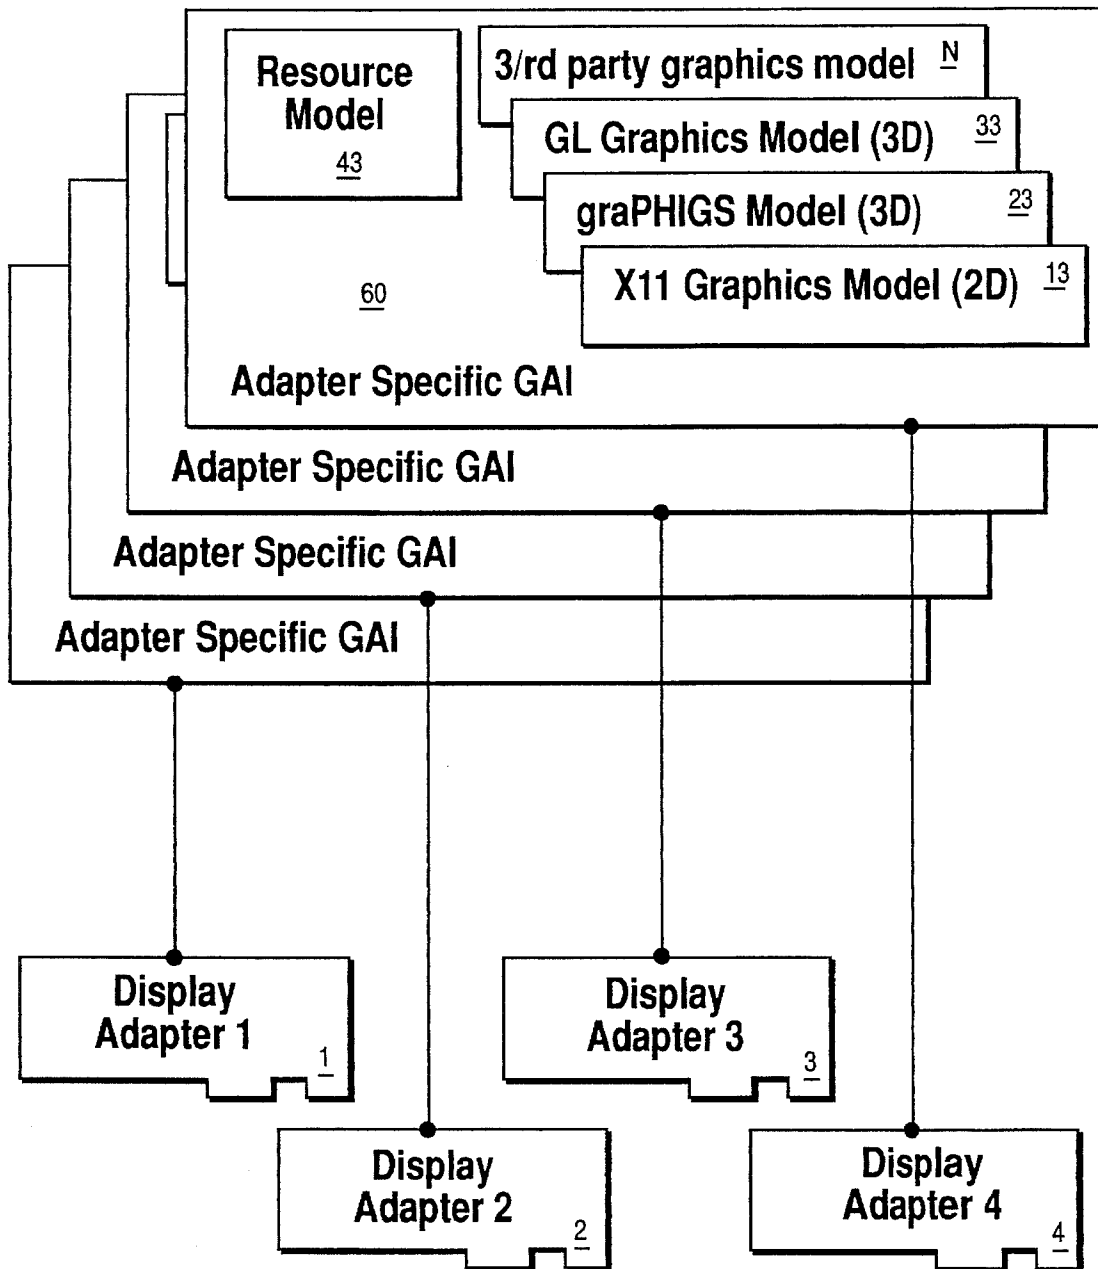 Resource
Model
43
3/rd party graphics model N
GL Graphics Model (3D) 33
graPHIGS Model (3D) 23
X11 Graphics Model (2D) 13
60
Adapter Specific GAI
Adapter Specific GAI
Adapter Specific GAI
Adapter Specific GAI
Display
Adapter 1
1
Display
Adapter 3
3
Display
Adapter 2
2
Display
Adapter 4
4